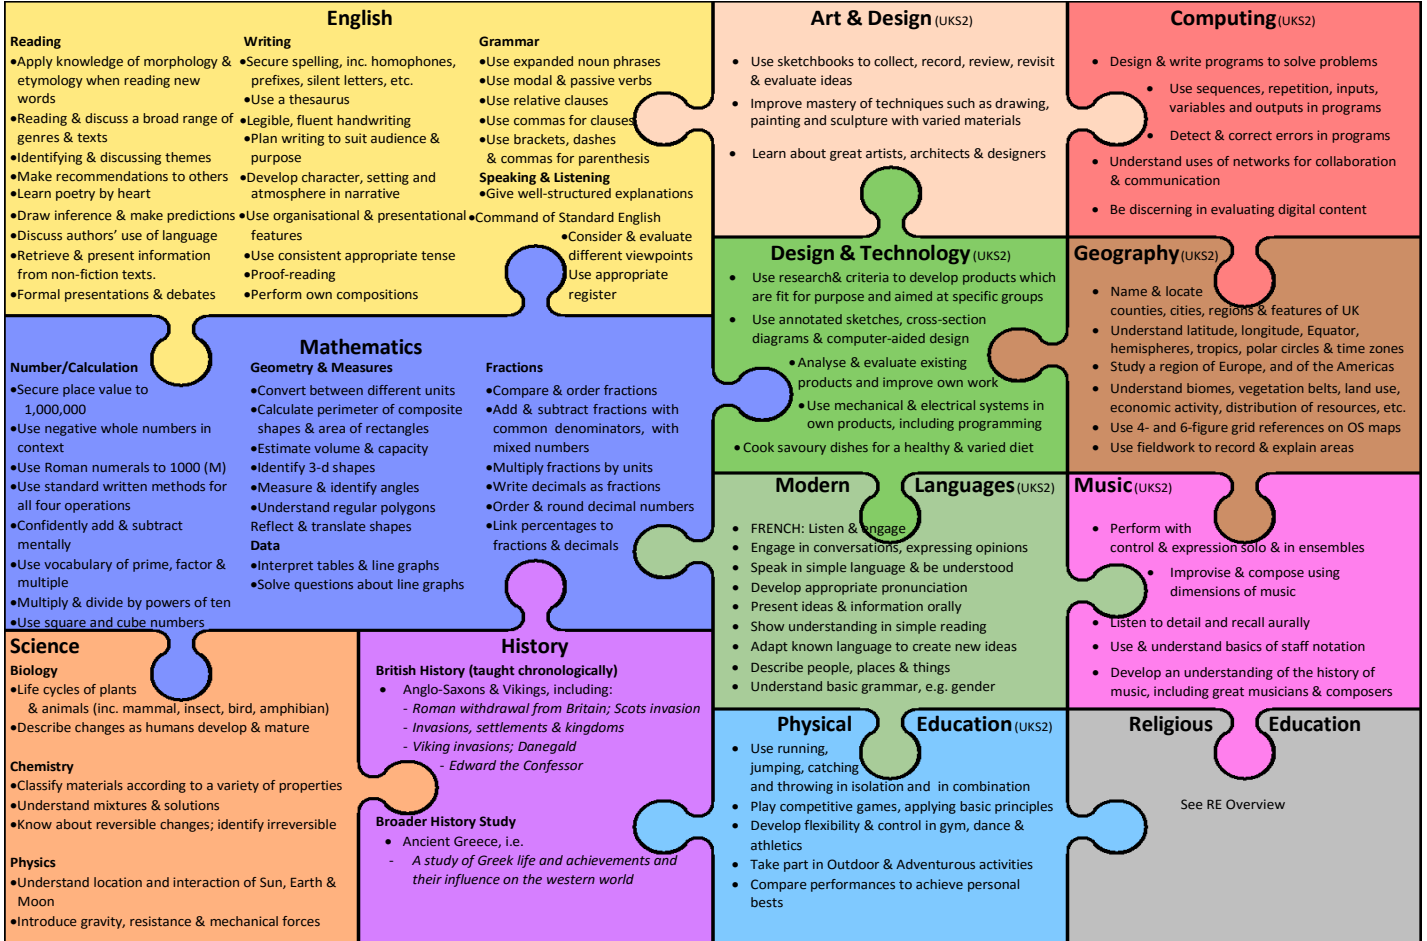 English
Reading
•Apply knowledge of morphology &
etymology when reading new
words
•Reading & discuss a broad range of
genres & texts
•Identifying & discussing themes
•Make recommendations to others
•Learn poetry by heart
•Draw inference & make predictions
•Discuss authors’ use of language
•Retrieve & present information
from non-fiction texts.
•Formal presentations & debates
Writing
•Secure spelling, inc. homophones,
prefixes, silent letters, etc.
•Use a thesaurus
•Legible, fluent handwriting
•Plan writing to suit audience &
purpose
•Develop character, setting and
atmosphere in narrative
•Use organisational & presentational
features
•Use consistent appropriate tense
•Proof-reading
•Perform own compositions
Grammar
•Use expanded noun phrases
•Use modal & passive verbs
•Use relative clauses
•Use commas for clauses
•Use brackets, dashes
& commas for parenthesis
Speaking & Listening
•Give well-structured explanations
•Command of Standard English
•Consider & evaluate
different viewpoints
Use appropriate
register
Art & Design (UKS2)
• Use sketchbooks to collect, record, review, revisit
& evaluate ideas
• Improve mastery of techniques such as drawing,
painting and sculpture with varied materials
• Learn about great artists, architects & designers
Computing (UKS2)
• Design & write programs to solve problems
• Use sequences, repetition, inputs,
variables and outputs in programs
• Detect & correct errors in programs
• Understand uses of networks for collaboration
& communication
• Be discerning in evaluating digital content
Mathematics
Number/Calculation
•Secure place value to
1,000,000
•Use negative whole numbers in
context
•Use Roman numerals to 1000 (M)
•Use standard written methods for
all four operations
•Confidently add & subtract
mentally
•Use vocabulary of prime, factor &
multiple
•Multiply & divide by powers of ten
•Use square and cube numbers
Geometry & Measures
•Convert between different units
•Calculate perimeter of composite
shapes & area of rectangles
•Estimate volume & capacity
•Identify 3-d shapes
•Measure & identify angles
•Understand regular polygons
Reflect & translate shapes
Data
•Interpret tables & line graphs
•Solve questions about line graphs
Fractions
•Compare & order fractions
•Add & subtract fractions with
common denominators, with
mixed numbers
•Multiply fractions by units
•Write decimals as fractions
•Order & round decimal numbers
•Link percentages to
fractions & decimals
Design & Technology (UKS2)
• Use research& criteria to develop products which
are fit for purpose and aimed at specific groups
• Use annotated sketches, cross-section
diagrams & computer-aided design
•Analyse & evaluate existing
products and improve own work
•Use mechanical & electrical systems in
own products, including programming
•Cook savoury dishes for a healthy & varied diet
Geography (UKS2)
• Name & locate
counties, cities, regions & features of UK
• Understand latitude, longitude, Equator,
hemispheres, tropics, polar circles & time zones
• Study a region of Europe, and of the Americas
• Understand biomes, vegetation belts, land use,
economic activity, distribution of resources, etc.
• Use 4- and 6-figure grid references on OS maps
• Use fieldwork to record & explain areas
Modern Languages (UKS2)
• FRENCH: Listen & engage
• Engage in conversations, expressing opinions
• Speak in simple language & be understood
• Develop appropriate pronunciation
• Present ideas & information orally
• Show understanding in simple reading
• Adapt known language to create new ideas
• Describe people, places & things
• Understand basic grammar, e.g. gender
Music (UKS2)
• Perform with
control & expression solo & in ensembles
• Improvise & compose using
dimensions of music
• Listen to detail and recall aurally
• Use & understand basics of staff notation
• Develop an understanding of the history of
music, including great musicians & composers
Science
Biology
•Life cycles of plants
& animals (inc. mammal, insect, bird, amphibian)
•Describe changes as humans develop & mature
Chemistry
•Classify materials according to a variety of properties
•Understand mixtures & solutions
•Know about reversible changes; identify irreversible
Physics
•Understand location and interaction of Sun, Earth &
Moon
•Introduce gravity, resistance & mechanical forces
History
British History (taught chronologically)
• Anglo-Saxons & Vikings, including:
- Roman withdrawal from Britain; Scots invasion
- Invasions, settlements & kingdoms
- Viking invasions; Danegald
- Edward the Confessor
Broader History Study
• Ancient Greece, i.e.
- A study of Greek life and achievements and
their influence on the western world
Physical Education (UKS2)
• Use running,
jumping, catching
and throwing in isolation and in combination
• Play competitive games, applying basic principles
• Develop flexibility & control in gym, dance &
athletics
• Take part in Outdoor & Adventurous activities
• Compare performances to achieve personal
bests
Religious Education
See RE Overview